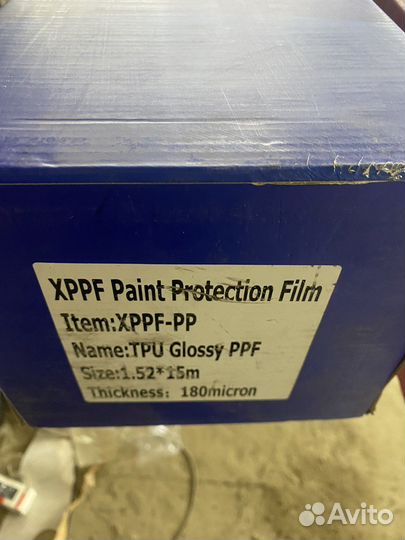 XPPF Paint Protection Film
Item:XPPF-PP
Name:TPU Glossy PPF
Size:1.52*15m
Thickness: 180micron
Avito